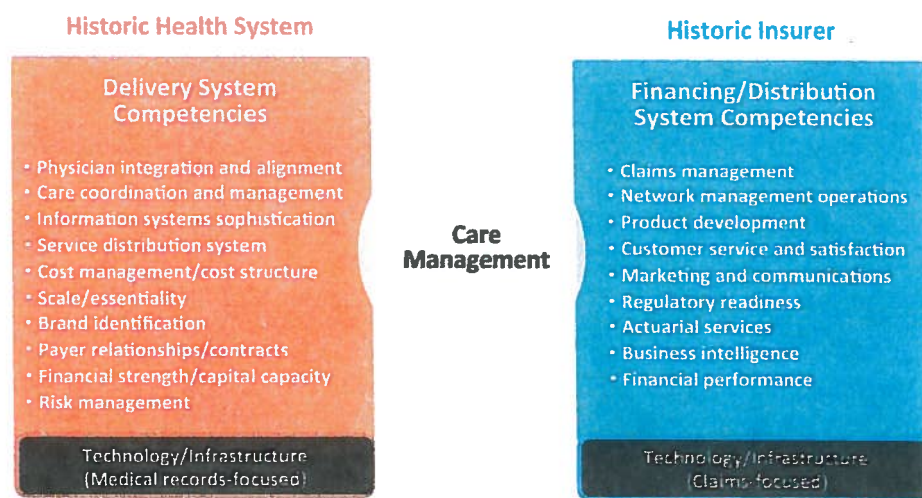 Historic Health System
Delivery System
Competencies
• Physician integration and alignment
• Care coordination and management
• Information systems sophistication
• Service distribution system
• Cost management/cost structure
• Scale/essentiality
• Brand identification
• Payer relationships/contracts
• Financial strength/capital capacity
• Risk management
Technology/Infrastructure
(Medical records-focused)
Care
Management
Historic Insurer
Financing/Distribution
System Competencies
• Claims management
• Network management operations
• Product development
• Customer service and satisfaction
• Marketing and communications
• Regulatory readiness
• Actuarial services
• Business intelligence
• Financial performance
Technology/Infrastructure
(Claims-focused)